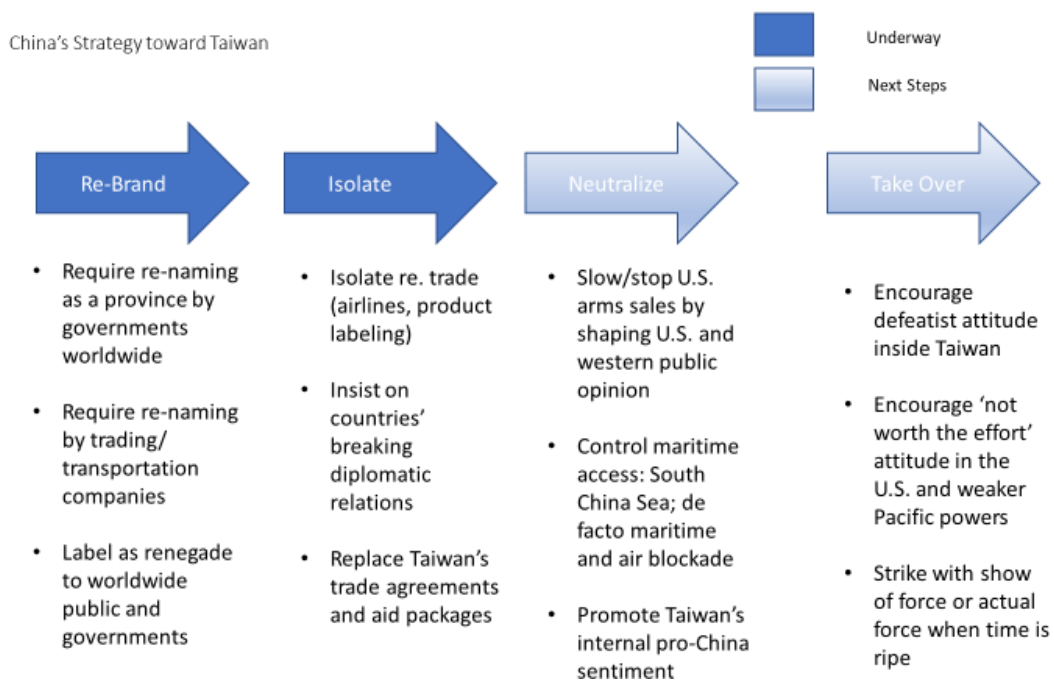 China's Strategy toward Taiwan
Underway
Next Steps
Re-Brand
Isolate
Neutralize
Take Over
• Require re-naming
as a province by
governments
worldwide
• Require re-naming
by trading/
transportation
companies
• Label as renegade
to worldwide
public and
governments
• Isolate re. trade
(airlines, product
labeling)
• Insist on
countries’
breaking
diplomatic
relations
• Replace Taiwan’s
trade agreements
and aid packages
• Slow/stop U.S.
arms sales by
shaping U.S. and
western public
opinion
• Control maritime
access: South
China Sea; de
facto maritime
and air blockade
• Promote Taiwan’s
internal pro-China
sentiment
• Encourage
defeatist attitude
inside Taiwan
• Encourage ‘not
worth the effort’
attitude in the
U.S. and weaker
Pacific powers
• Strike with show
of force or actual
force when time is
ripe